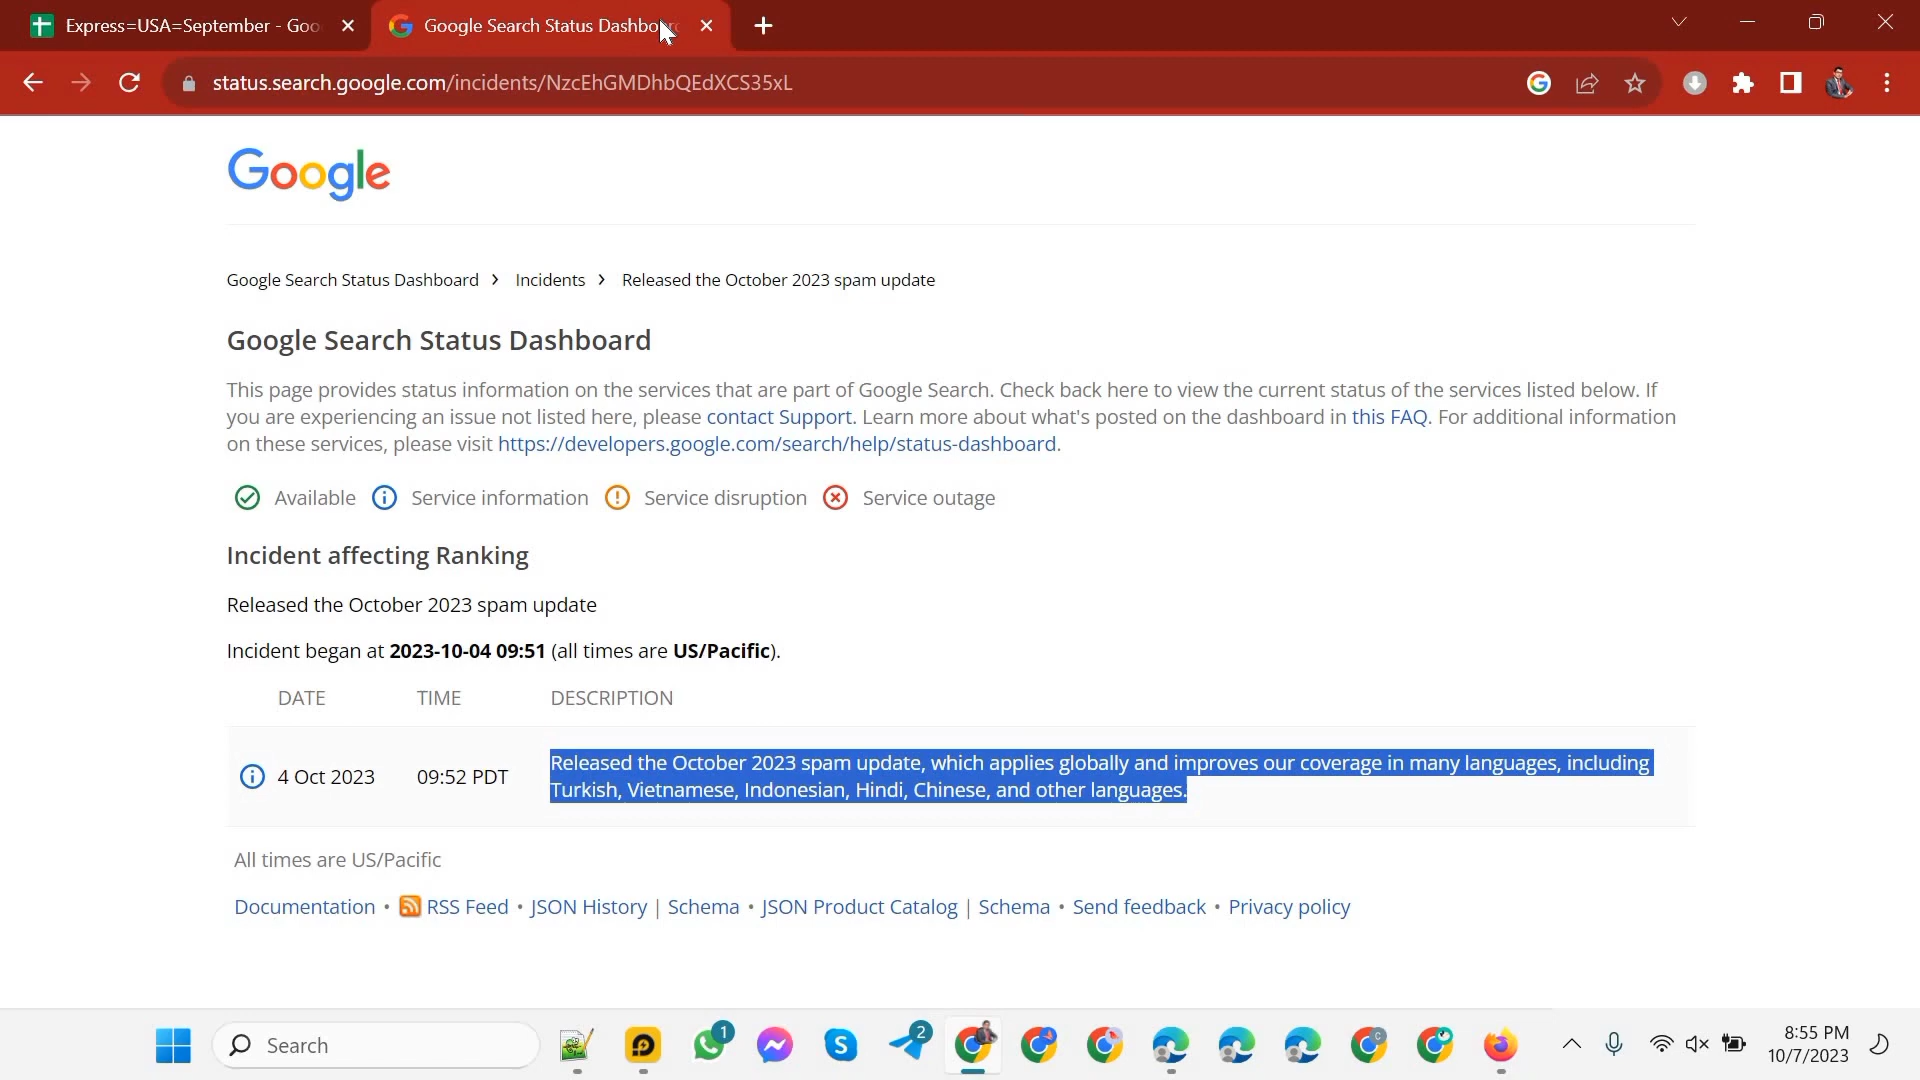 Express=USA=September - Goo
Google Search Status Dashboar
status.search.google.com/incidents/NzcEhGMDhbQEdXCS35xL
Google
Google Search Status Dashboard > Incidents > Released the October 2023 spam update
Google Search Status Dashboard
This page provides status information on the services that are part of Google Search. Check back here to view the current status of the services listed below. If
you are experiencing an issue not listed here, please contact Support. Learn more about what's posted on the dashboard in this FAQ. For additional information
on these services, please visit https://developers.google.com/search/help/status-dashboard.
Available Service information Service disruption Service outage
Incident affecting Ranking
Released the October 2023 spam update
Incident began at 2023-10-04 09:51 (all times are US/Pacific).
DATE TIME DESCRIPTION
4 Oct 2023 09:52 PDT Released the October 2023 spam update, which applies globally and improves our coverage in many languages, including
Turkish, Vietnamese, Indonesian, Hindi, Chinese, and other languages.
All times are US/Pacific
Documentation • RSS Feed • JSON History | Schema • JSON Product Catalog | Schema • Send feedback • Privacy policy
Search
1
2
8:55 PM
10/7/2023